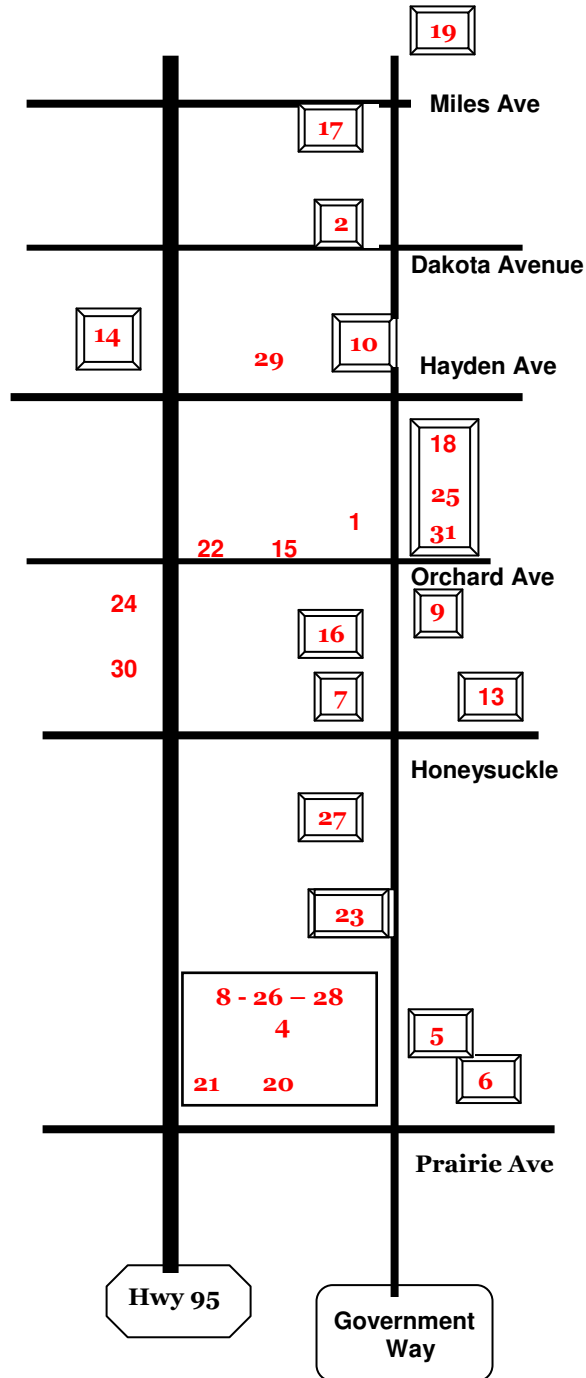 19
Miles Ave
17
2
Dakota Avenue
14
10
29
Hayden Ave
18
25
1
31
22 15
Orchard Ave
24
9
16
30
7
13
Honeysuckle
27
23
8 - 26 – 28
4
5
21 20
6
Prairie Ave
Hwy 95
Government
Way